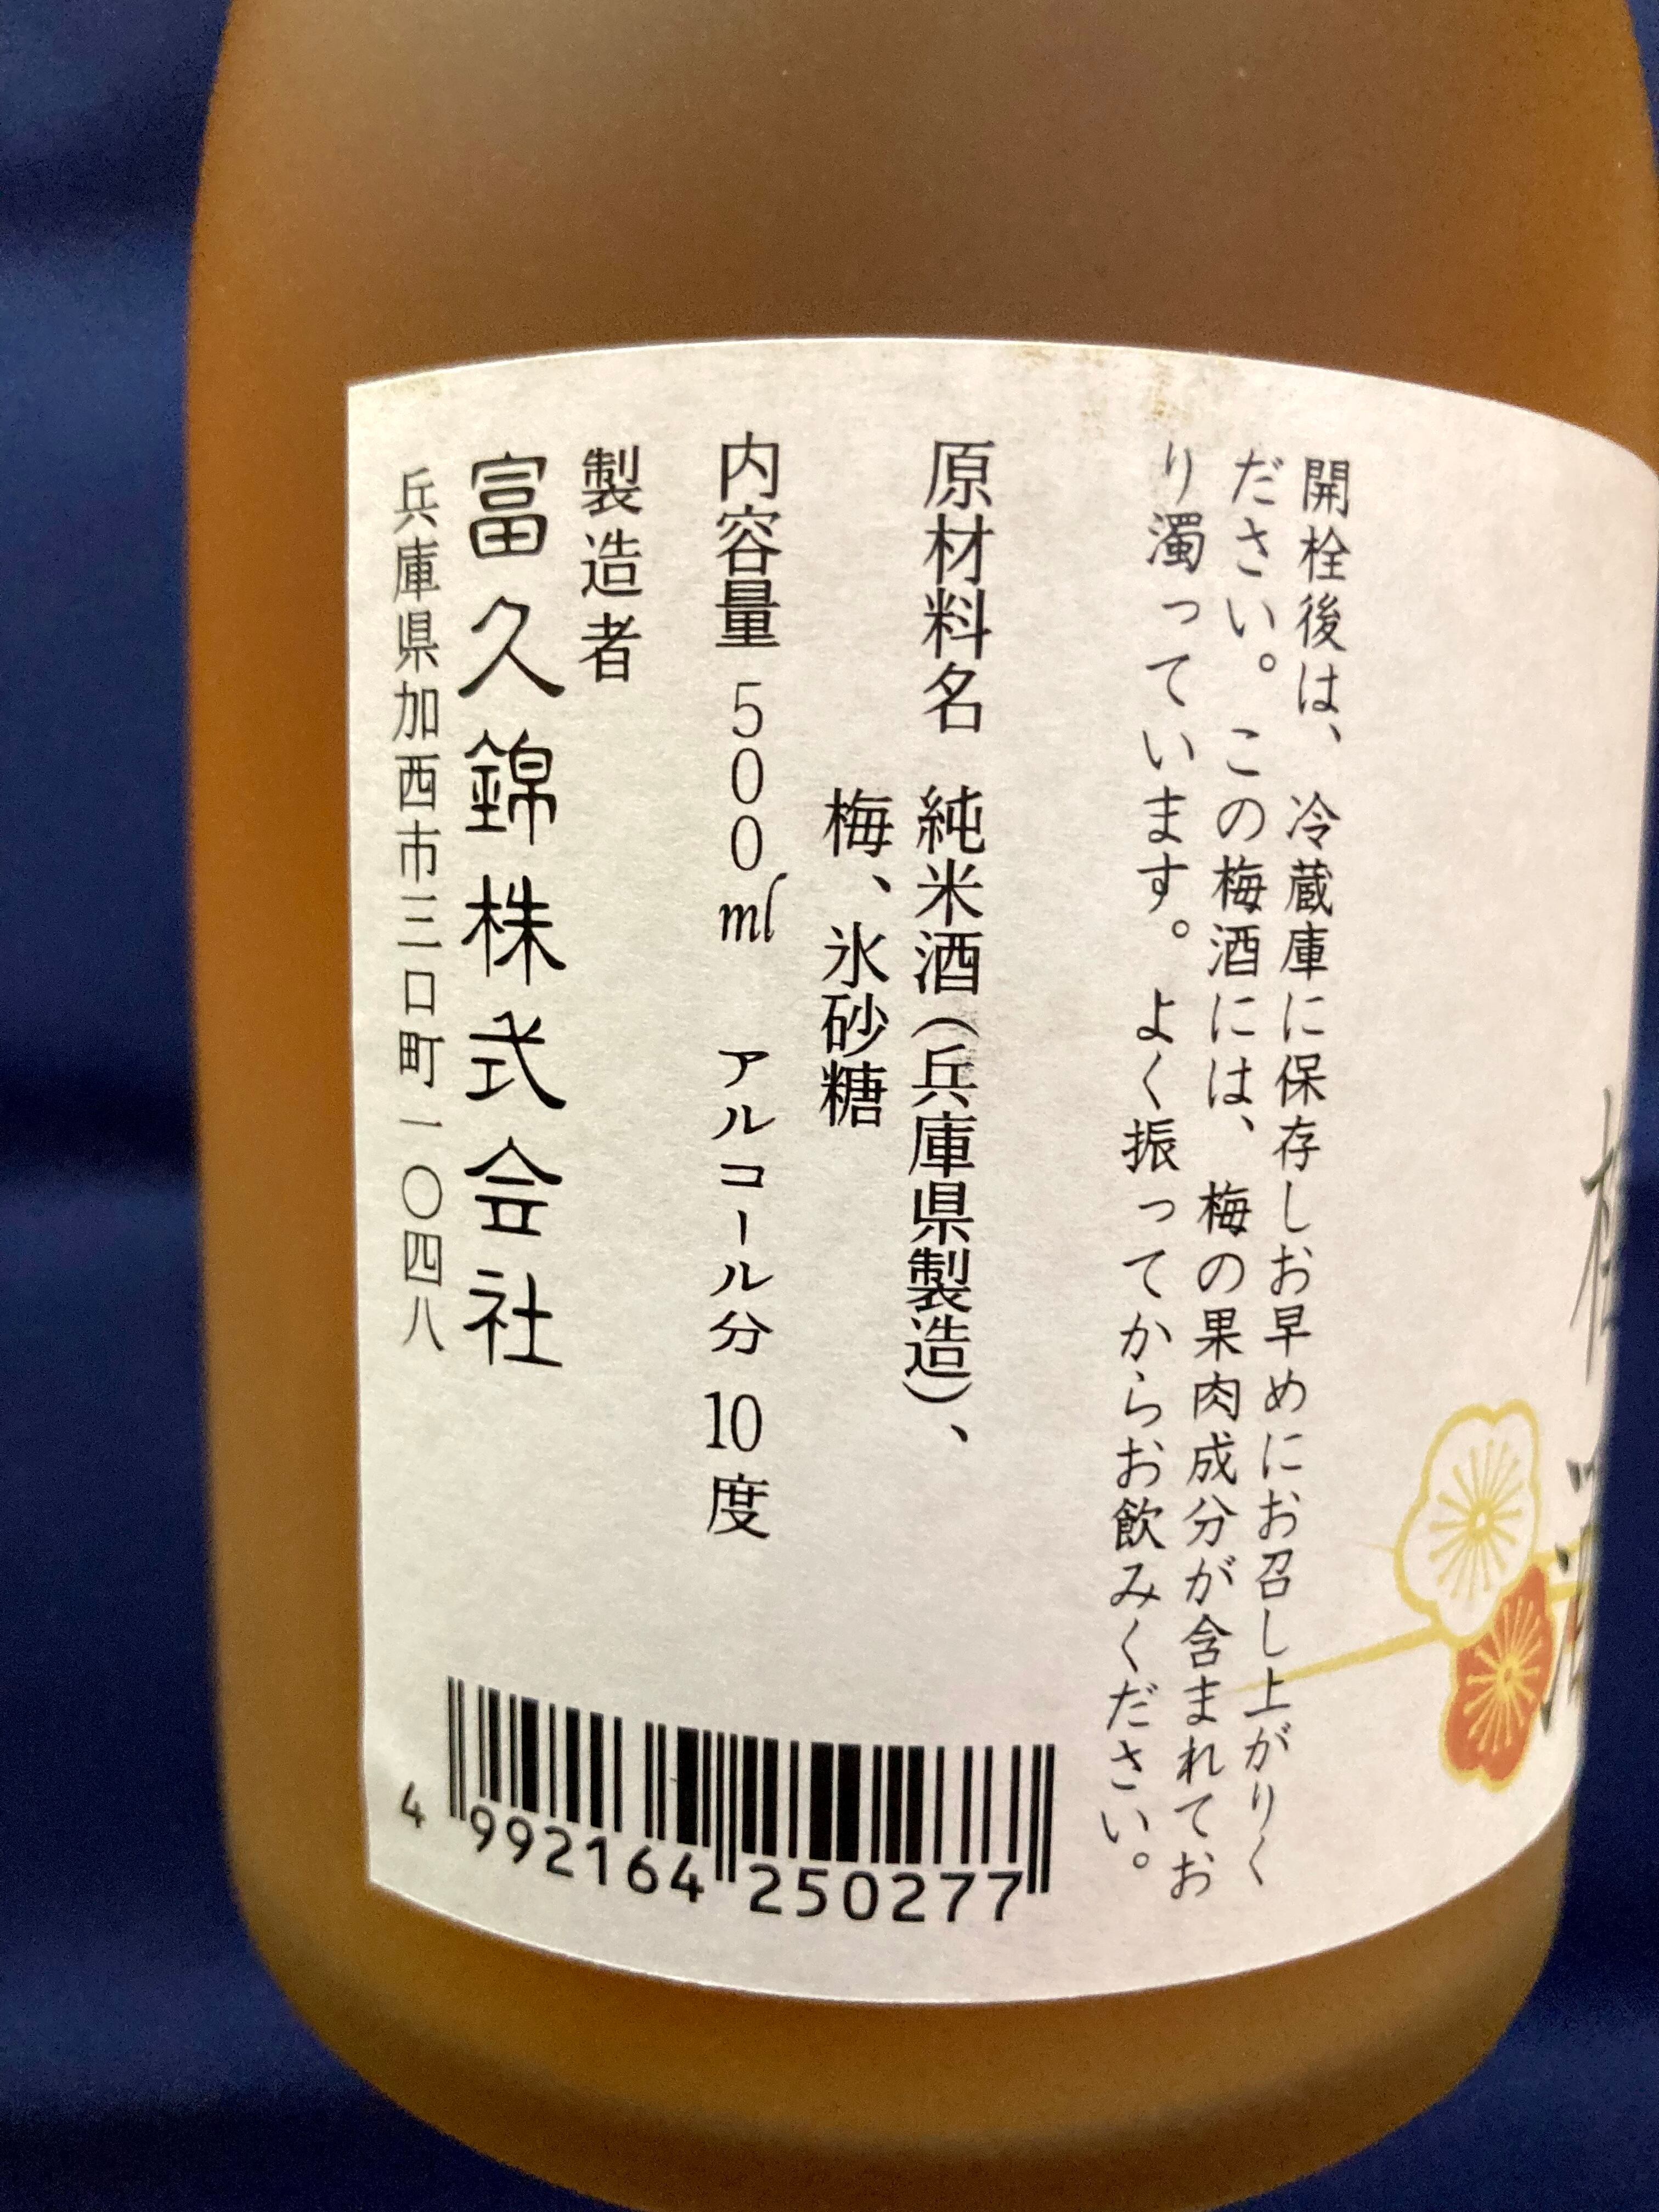 開栓後は、冷蔵庫に保存しお早めにお召し上がりく
ださい。この梅酒には、梅の果肉成分が含まれてお
り濁っています。よく振ってからお飲みください。
原材料名 純米酒（兵庫県製造）、
梅、氷砂糖
内容量 500ml アルコール分 10度
製造者
富久錦株式会社
兵庫県加西市三口町一〇四八
4 992164 250277